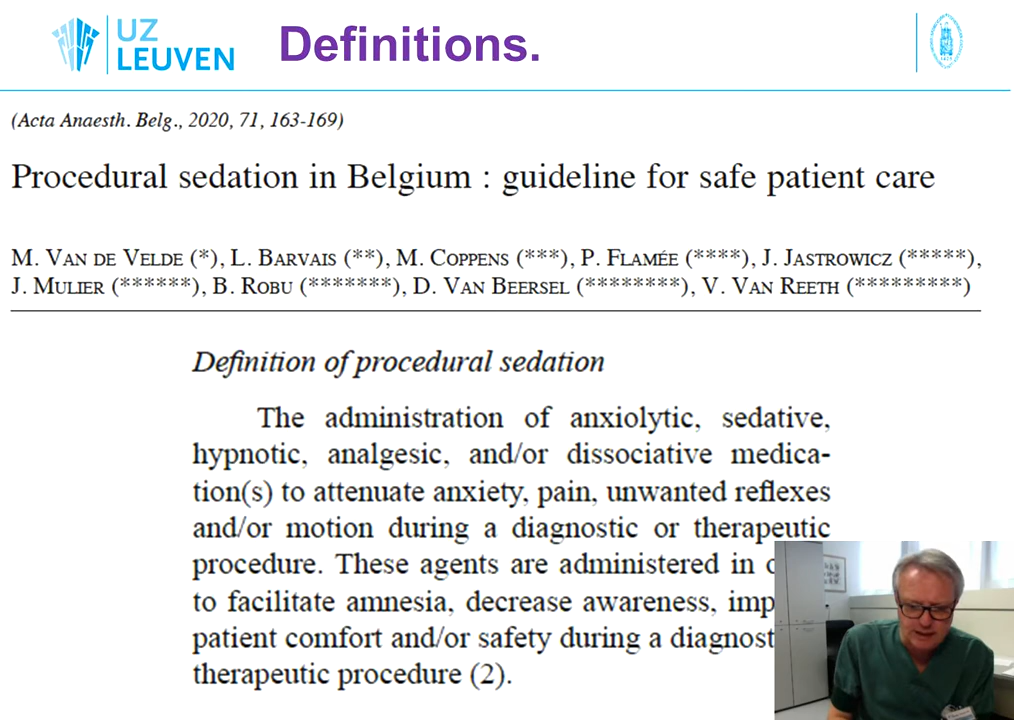 UZ
LEUVEN
Definitions.
(Acta Anaesth. Belg., 2020, 71, 163-169)
Procedural sedation in Belgium : guideline for safe patient care
M. VAN DE VELDE (*), L. BARVAIS (**), M. COPPENS (***), P. FLAMÉE (****), J. JASTROWICZ (*****),
J. MULIER (******), B. ROBU (*******), D. VAN BEERSEL (********), V. VAN REETH (*********)
Definition of procedural sedation
The administration of anxiolytic, sedative,
hypnotic, analgesic, and/or dissociative medica-
tion(s) to attenuate anxiety, pain, unwanted reflexes
and/or motion during a diagnostic or therapeutic
procedure. These agents are administered in
to facilitate amnesia, decrease awareness,
patient comfort and/or safety during a
therapeutic procedure (2).